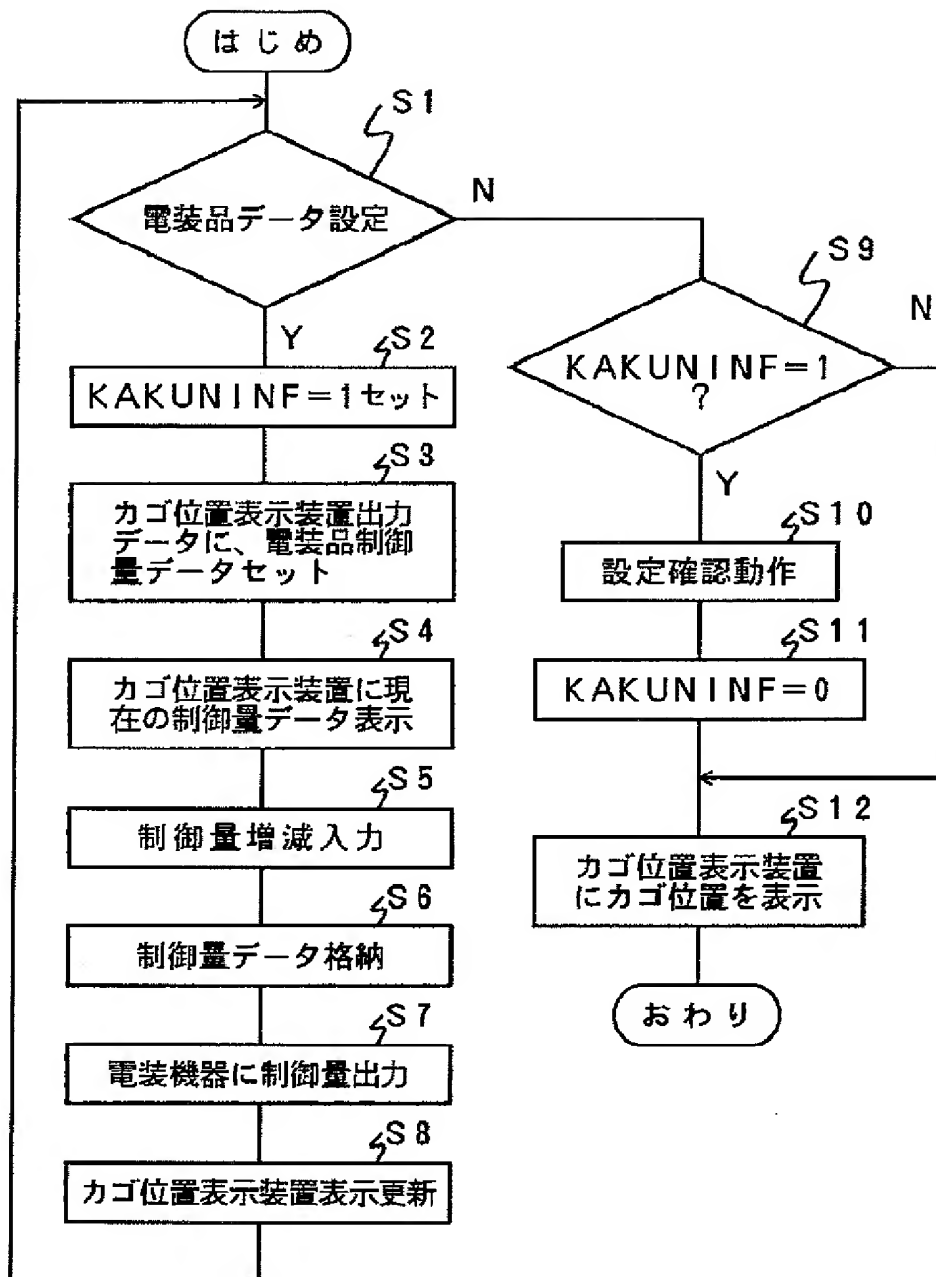 はじめ
S1
電装品データ設定
N
Y
S2
KAKUNINF=1セット
S3
カゴ位置表示装置出力
データに、電装品制御
量データセット
S4
カゴ位置表示装置に現
在の制御量データ表示
S5
制御量増減入力
S6
制御量データ格納
S7
電装機器に制御量出力
S8
カゴ位置表示装置表示更新
S9
N
KAKUNINF=1
?
Y
S10
設定確認動作
S11
KAKUNINF=0
S12
カゴ位置表示装置
にカゴ位置を表示
おわり